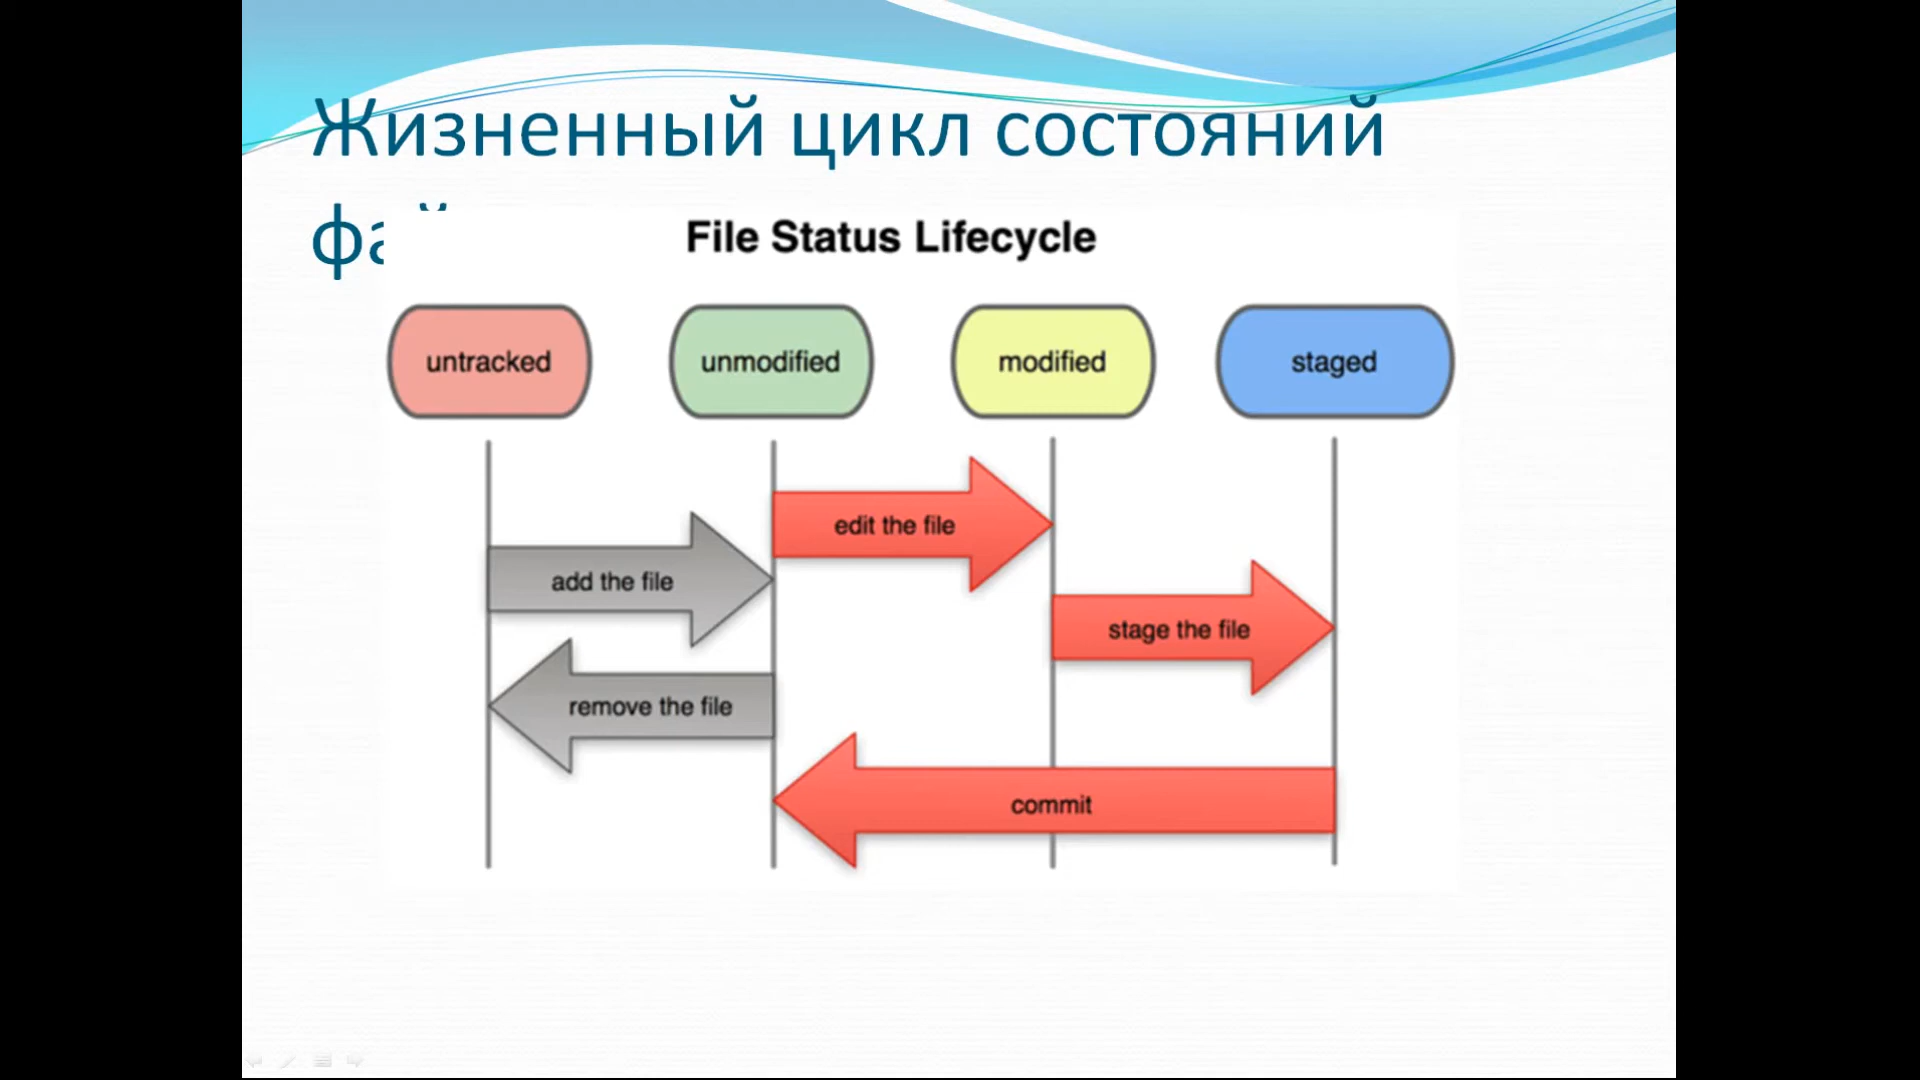 Жизненный цикл состояний
File Status Lifecycle
untracked
unmodified
modified
staged
edit the file
add the file
stage the file
remove the file
commit